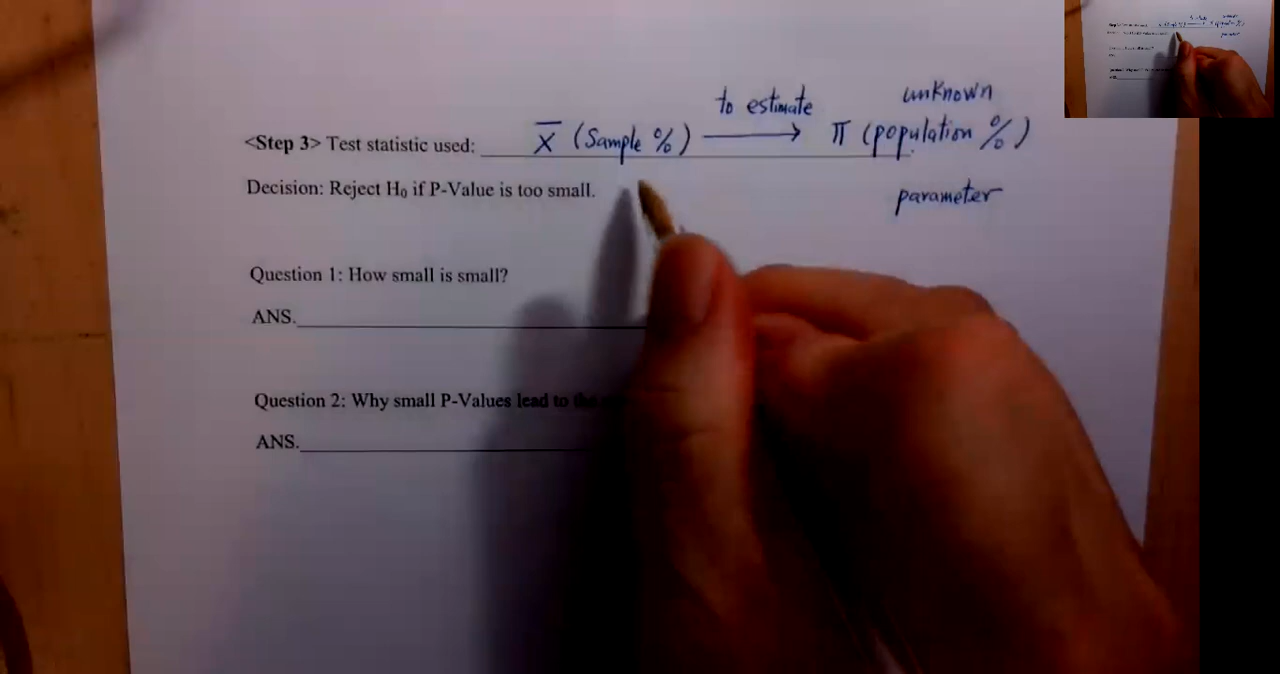 to estimate unknown
<Step 3> Test statistic used: X̅ (Sample %) → π (population %)
Decision: Reject H₀ if P-Value is too small.
parameter
Question 1: How small is small?
ANS.
Question 2: Why small P-Values lead to the
ANS.